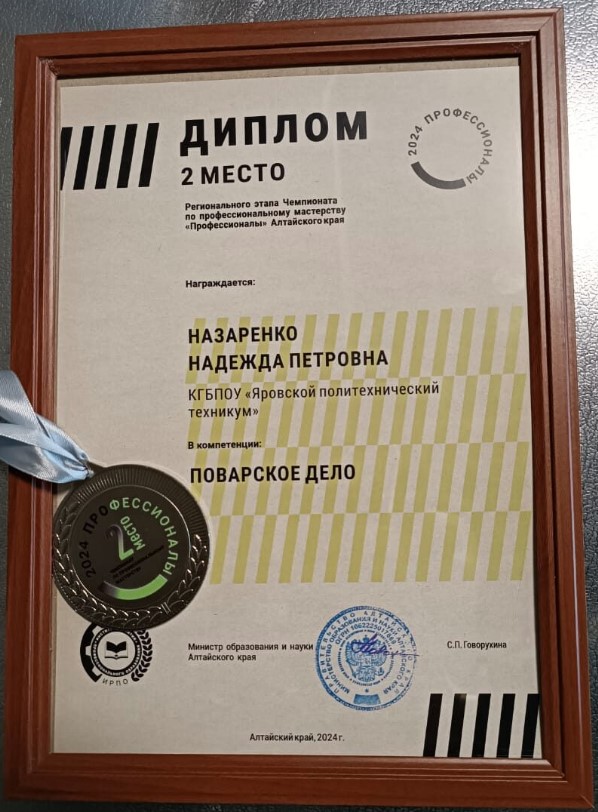 ДИПЛОМ
2 МЕСТО
2024 ПРОФЕССИОНАЛЫ
Регионального этапа Чемпионата
по профессиональному мастерству
«Профессионалы» Алтайского края
Награждается:
НАЗАРЕНКО
НАДЕЖДА ПЕТРОВНА
КГБПОУ «Яровской политехнический
техникум»
В компетенции:
ПОВАРСКОЕ ДЕЛО
2024 ПРОФЕССИОНАЛЫ
2
МЕСТО
ИРПО
Министр образования и науки
Алтайского края
С.П. Говорухина
Алтайский край, 2024 г.